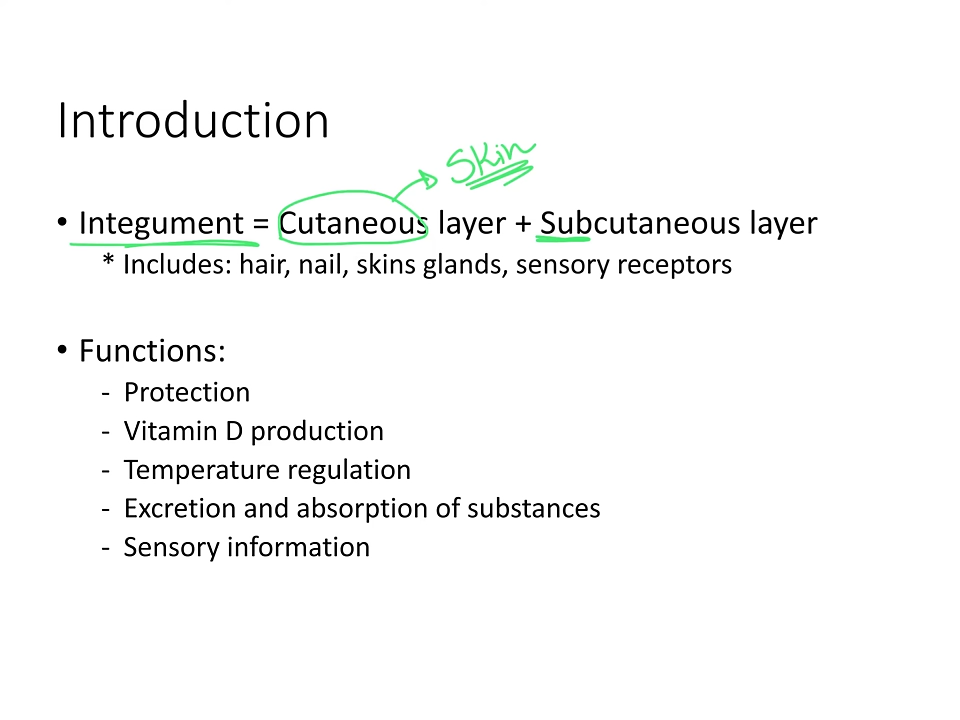 Introduction
Skin
• Integument = Cutaneous layer + Subcutaneous layer
* Includes: hair, nail, skins glands, sensory receptors
• Functions:
- Protection
- Vitamin D production
- Temperature regulation
- Excretion and absorption of substances
- Sensory information